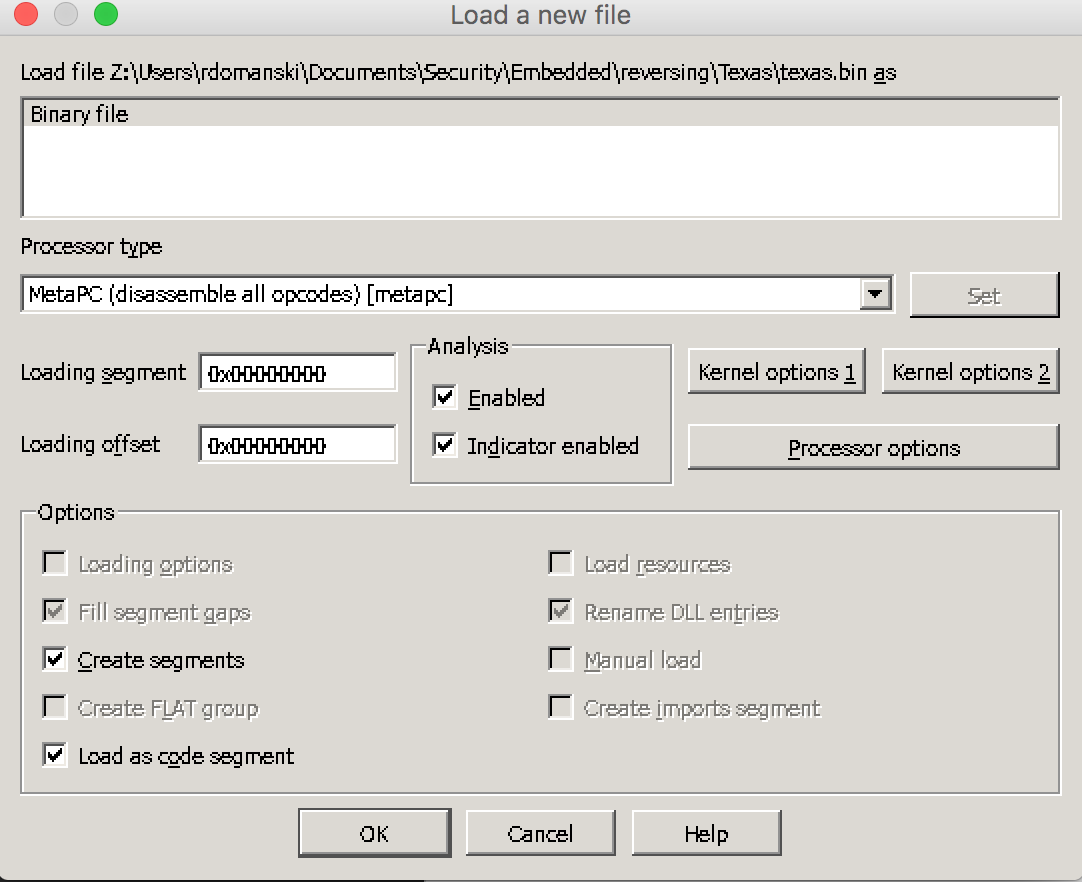 Load a new file
Load file Z:\Users\rdomanski\Documents\Security\Embedded\reversing\Texas\texas.bin as
Binary file
Processor type
MetaPC (disassemble all opcodes) [metapc]
Set
Loading segment
0x00000000
Analysis
Enabled
Indicator enabled
Kernel options 1
Kernel options 2
Loading offset
0x00000000
Processor options
Options
Loading options
Load resources
Fill segment gaps
Rename DLL entries
Create segments
Manual load
Create FLAT group
Create imports segment
Load as code segment
OK
Cancel
Help